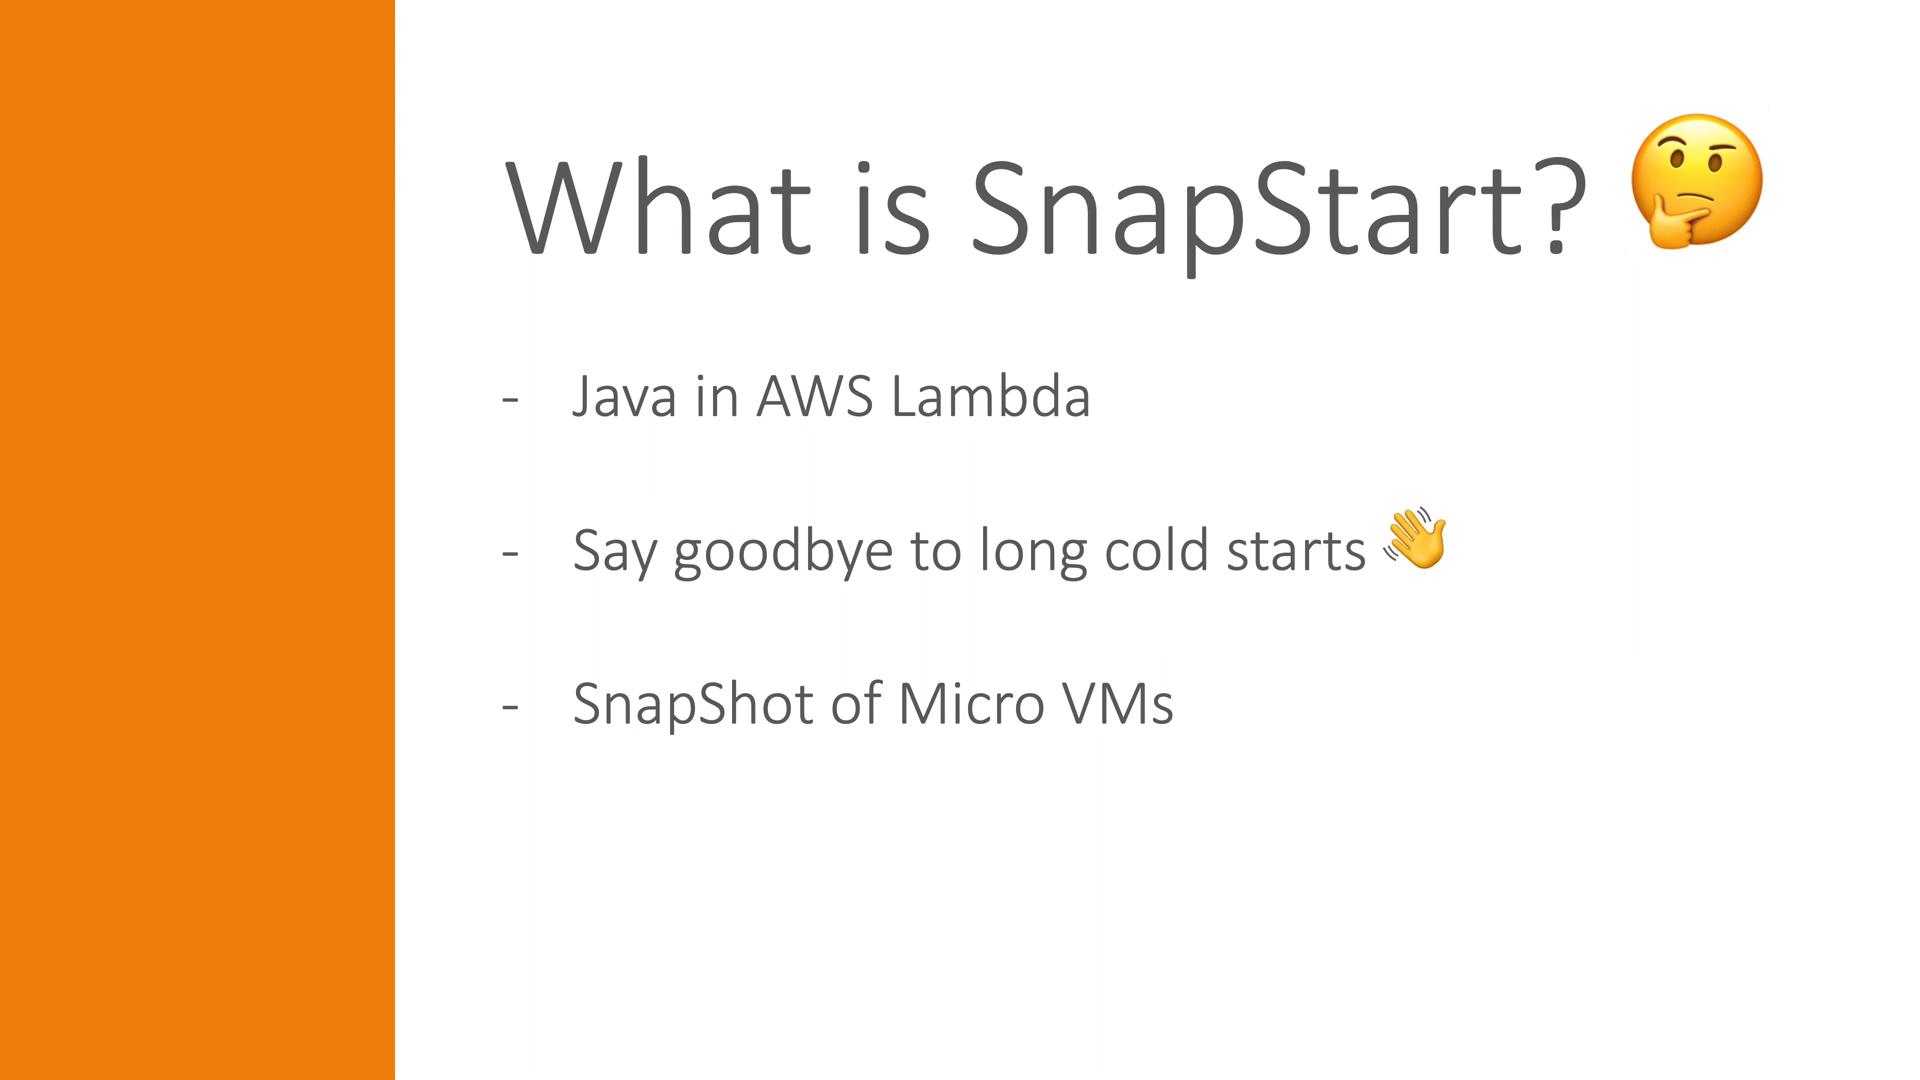 What is SnapStart? 🤔
- Java in AWS Lambda
- Say goodbye to long cold starts 👋
- SnapShot of Micro VMs